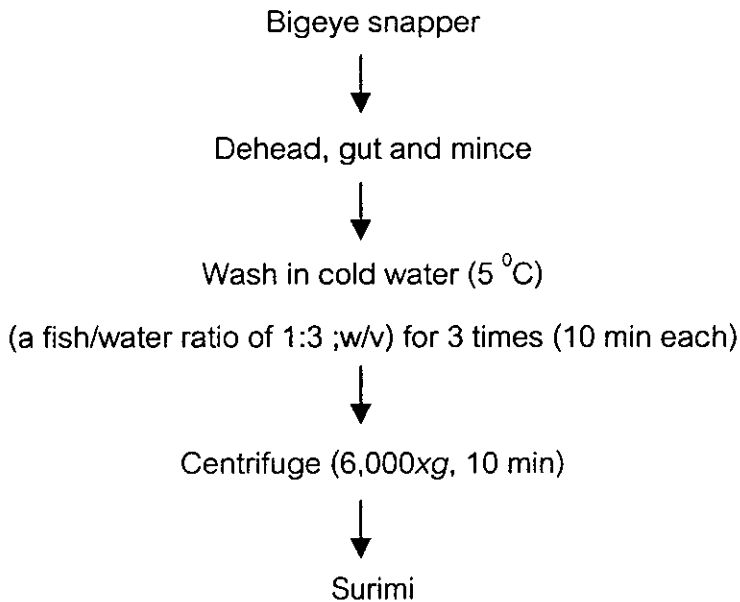 Bigeye snapper
Dehead, gut and mince
Wash in cold water (5 ⁰C)
(a fish/water ratio of 1:3 ;w/v) for 3 times (10 min each)
Centrifuge (6,000xg, 10 min)
Surimi